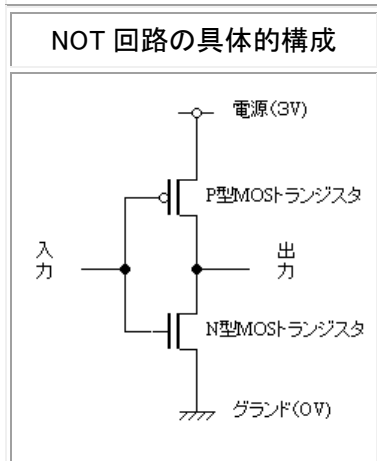 NOT 回路の具体的構成
電源(3V)
P型MOSトランジスタ
入力
出力
N型MOSトランジスタ
グランド(0V)